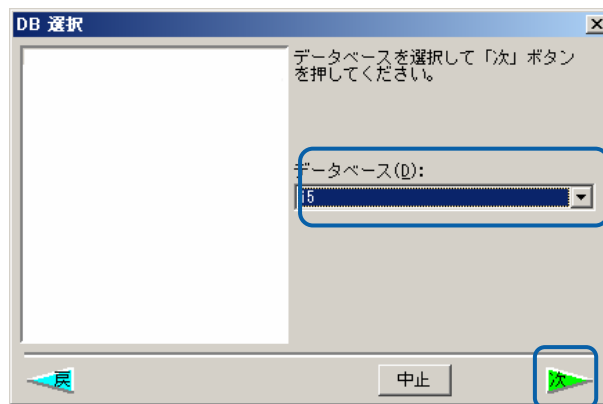 DB 選択
データベースを選択して「次」ボタン
を押してください。
データベース(D):
i5
戻
中止
次